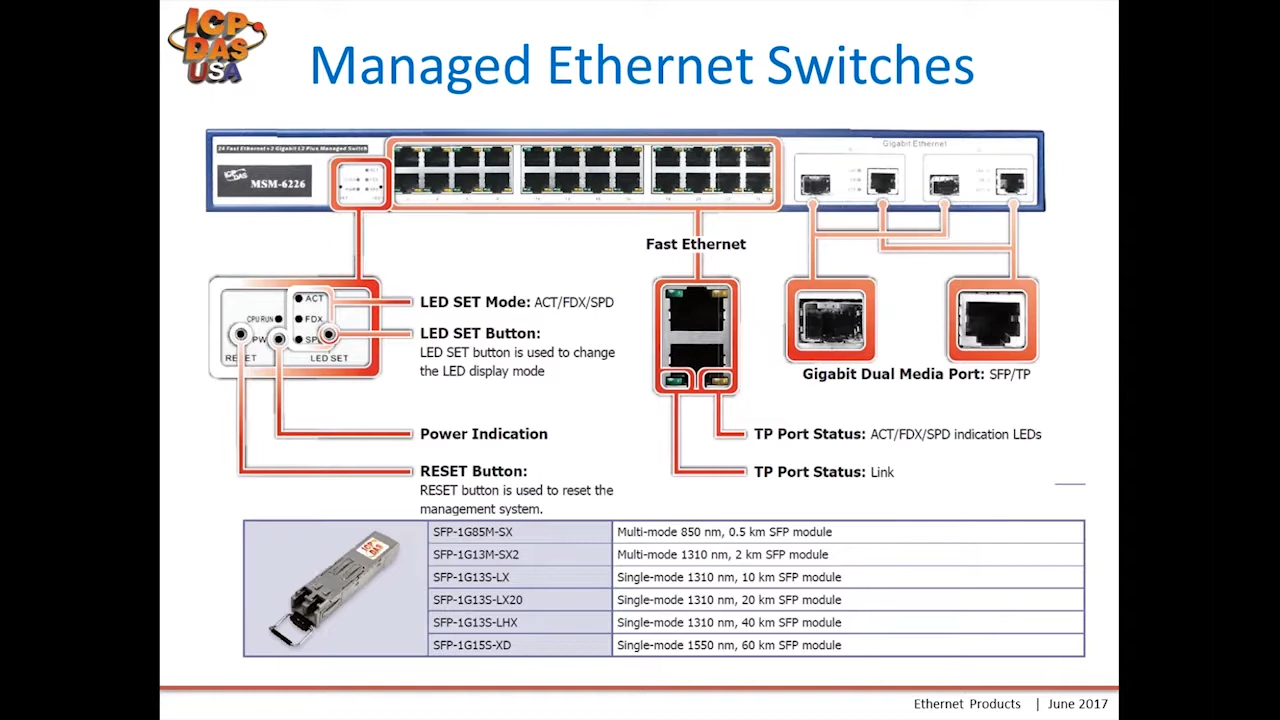 ICP
DAS
USA
Managed Ethernet Switches
24 Fast Ethernet + 2 Gigabit L2 Plus Managed Switch
Gigabit Ethernet
ICP
DAS
MSM-6226
Fast Ethernet
ACT
CPU RUN
FDX
PW
SP
RESET
LED SET
LED SET Mode: ACT/FDX/SPD
LED SET Button:
LED SET button is used to change
the LED display mode
Power Indication
RESET Button:
RESET button is used to reset the
management system.
Gigabit Dual Media Port: SFP/TP
TP Port Status: ACT/FDX/SPD indication LEDs
TP Port Status: Link
ICP
DAS
SFP-1G85M-SX Multi-mode 850 nm, 0.5 km SFP module
SFP-1G13M-SX2 Multi-mode 1310 nm, 2 km SFP module
SFP-1G13S-LX Single-mode 1310 nm, 10 km SFP module
SFP-1G13S-LX20 Single-mode 1310 nm, 20 km SFP module
SFP-1G13S-LHX Single-mode 1310 nm, 40 km SFP module
SFP-1G15S-XD Single-mode 1550 nm, 60 km SFP module
Ethernet Products | June 2017